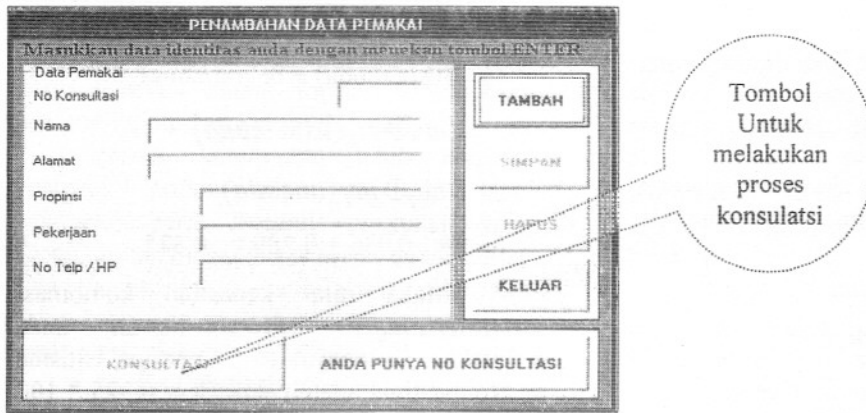 PENAMBAHAN DATA PEMAKAI
Masukkan data identitas anda dengan menekan tombol ENTER
Data Pemakai
No Konsultasi
Nama
Alamat
Propinsi
Pekerjaan
No Telp / HP
TAMBAH
SIMPAN
HAPUS
KELUAR
KONSULTASI
ANDA PUNYA NO KONSULTASI
Tombol
Untuk
melakukan
proses
konsulatsi